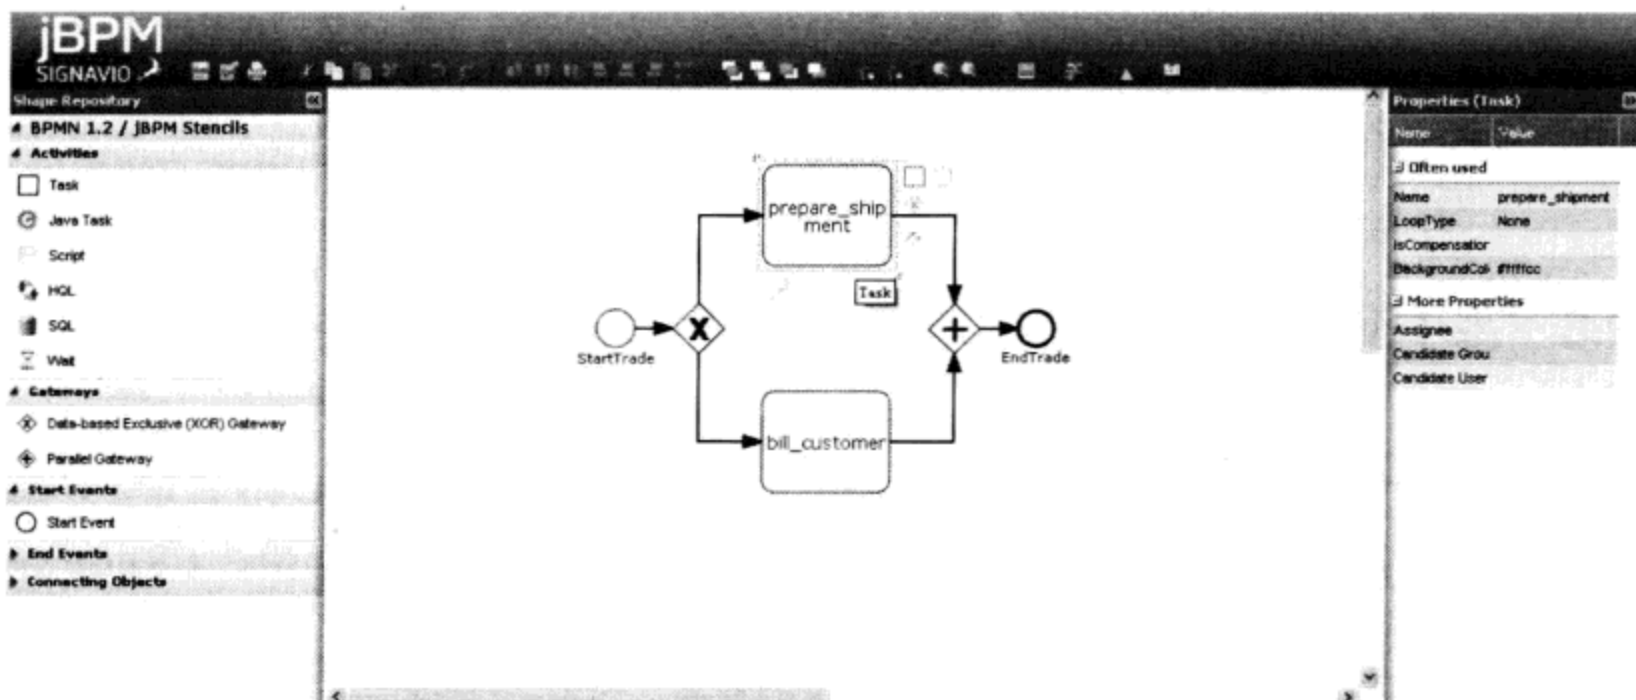 jBPM
SIGNAVIO
Shape Repository
BPMN 1.2 / jBPM Stencils
Activities
Task
Java Task
Script
HQL
SQL
Wait
Gateways
Data-based Exclusive (XOR) Gateway
Parallel Gateway
Start Events
Start Event
End Events
Connecting Objects
prepare_ship
ment
Task
StartTrade
EndTrade
bill_customer
Properties (Task)
Name Value
Often used
Name prepare_shipment
LoopType None
isCompensation
BackgroundCol #ffffcc
More Properties
Assignee
Candidate Grou
Candidate User